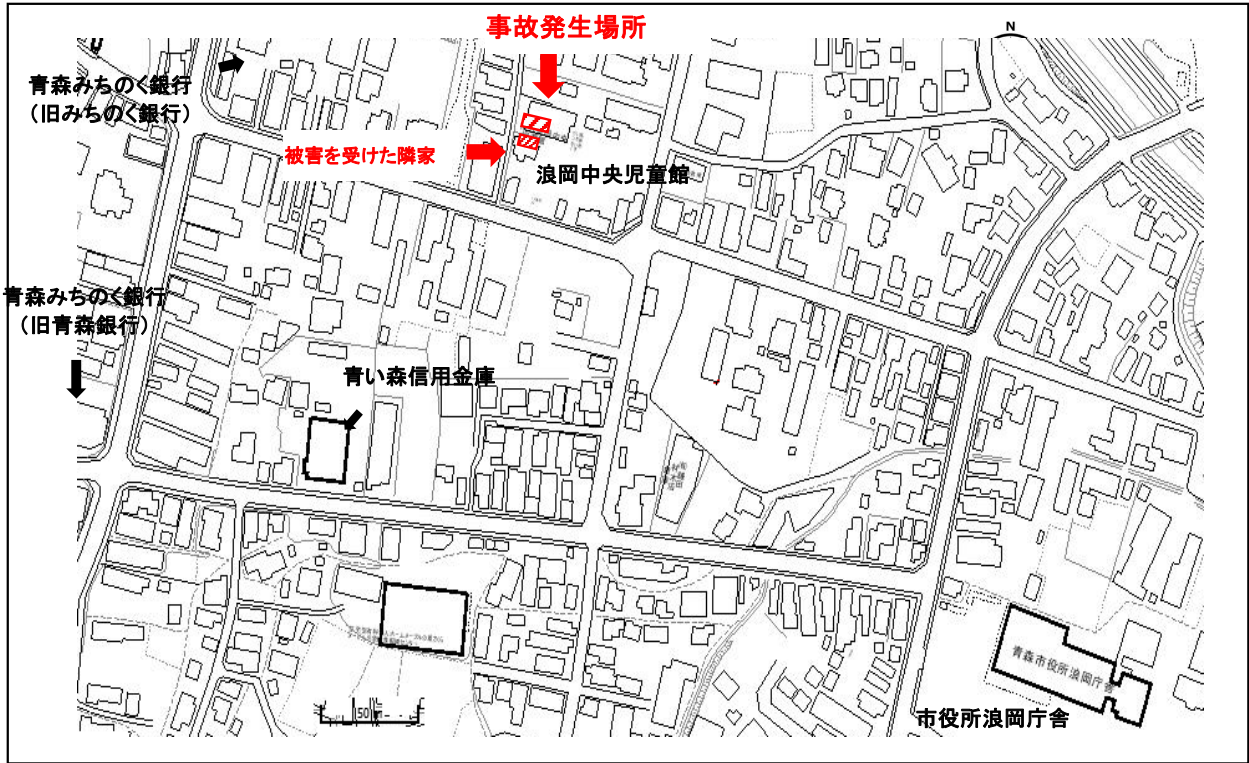 事故発生場所
N
青森みちのく銀行
（旧みちのく銀行）
被害を受けた隣家
浪岡中央児童館
青森みちのく銀行
（旧青森銀行）
青い森信用金庫
青森市役所浪岡庁舎
市役所浪岡庁舎
50